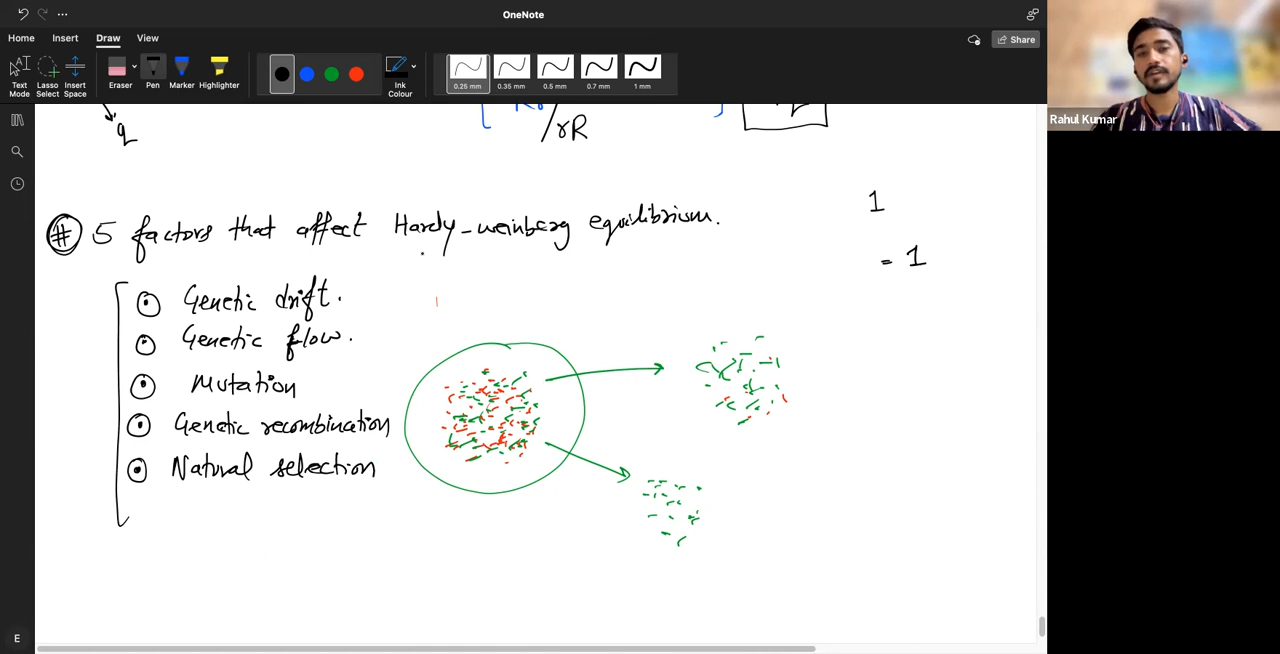 OneNote
Home Insert Draw View
Share
Text Mode
Lasso Select
Insert Space
Eraser
Pen
Marker
Highlighter
Ink Colour
0.25 mm
0.35 mm
0.5 mm
0.7 mm
1 mm
Rahul Kumar
q
/rR
# 5 factors that affect Hardy-weinberg equilibrium.
1
= 1
Genetic drift.
Genetic flow.
Mutation
Genetic recombination
Natural selection
E